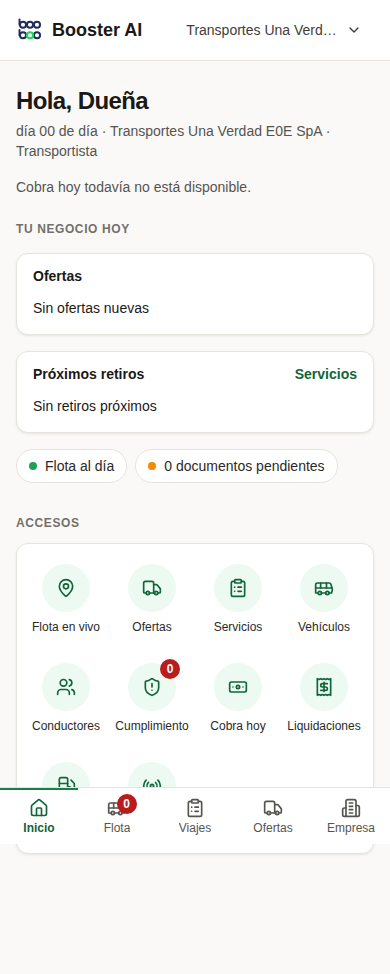 Booster AI
Transportes Una Verd…
Hola, Dueña
día 00 de día · Transportes Una Verdad E0E SpA ·
Transportista
Cobra hoy todavía no está disponible.
TU NEGOCIO HOY
Ofertas
Sin ofertas nuevas
Próximos retiros
Servicios
Sin retiros próximos
Flota al día
0 documentos pendientes
ACCESOS
Flota en vivo
Ofertas
Servicios
Vehículos
0
Conductores
Cumplimiento
Cobra hoy
Liquidaciones
0
Inicio
Flota
Viajes
Ofertas
Empresa